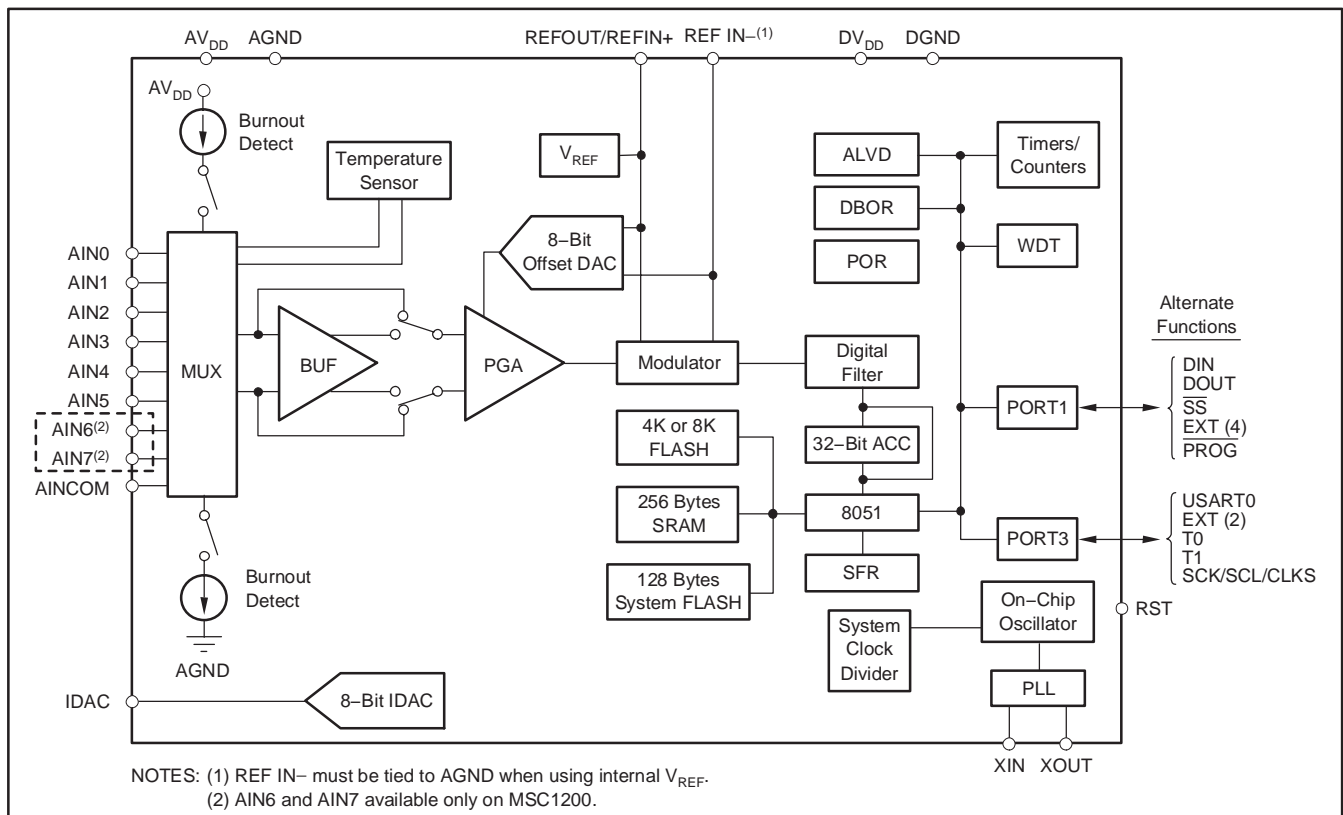 AVDD
AGND
REFOUT/REFIN+
REF IN–(1)
DVDD
DGND
AVDD
Burnout
Detect
Temperature
Sensor
VREF
ALVD
Timers/
Counters
DBOR
WDT
POR
8–Bit
Offset DAC
AIN0
AIN1
AIN2
AIN3
AIN4
AIN5
AIN6(2)
AIN7(2)
AINCOM
MUX
BUF
PGA
Modulator
Digital
Filter
4K or 8K
FLASH
32–Bit ACC
256 Bytes
SRAM
8051
128 Bytes
System FLASH
SFR
PORT1
PORT3
Alternate
Functions
DIN
DOUT
SS
EXT (4)
PROG
USART0
EXT (2)
T0
T1
SCK/SCL/CLKS
Burnout
Detect
AGND
System
Clock
Divider
On–Chip
Oscillator
RST
PLL
IDAC
8–Bit IDAC
XIN
XOUT
NOTES: (1) REF IN– must be tied to AGND when using internal VREF.
(2) AIN6 and AIN7 available only on MSC1200.